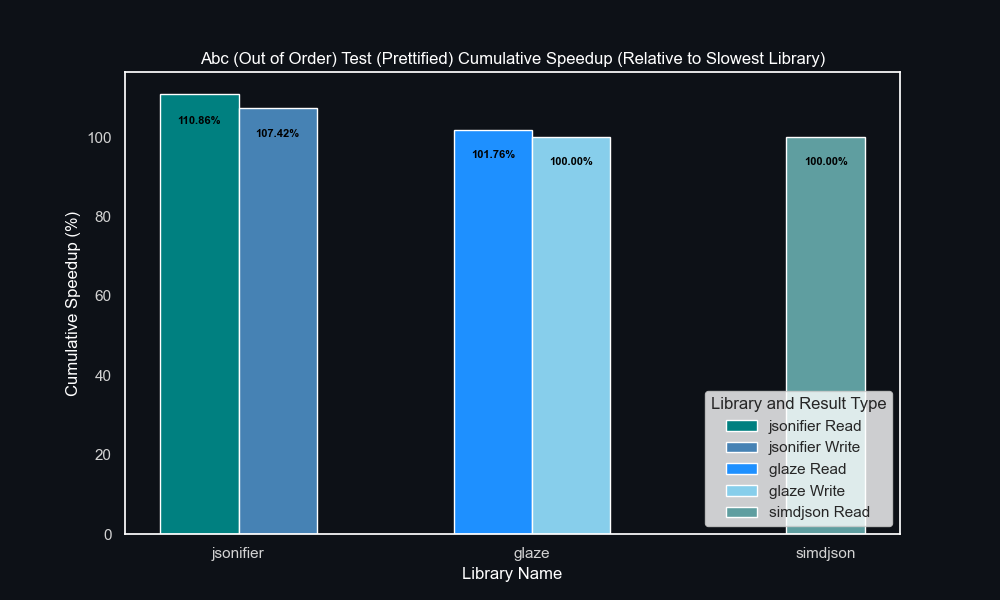 Abc (Out of Order) Test (Prettified) Cumulative Speedup (Relative to Slowest Library)
Cumulative Speedup (%)
100
80
60
40
20
0
110.86%
107.42%
101.76%
100.00%
100.00%
Library and Result Type
jsonifier Read
jsonifier Write
glaze Read
glaze Write
simdjson Read
jsonifier
glaze
simdjson
Library Name